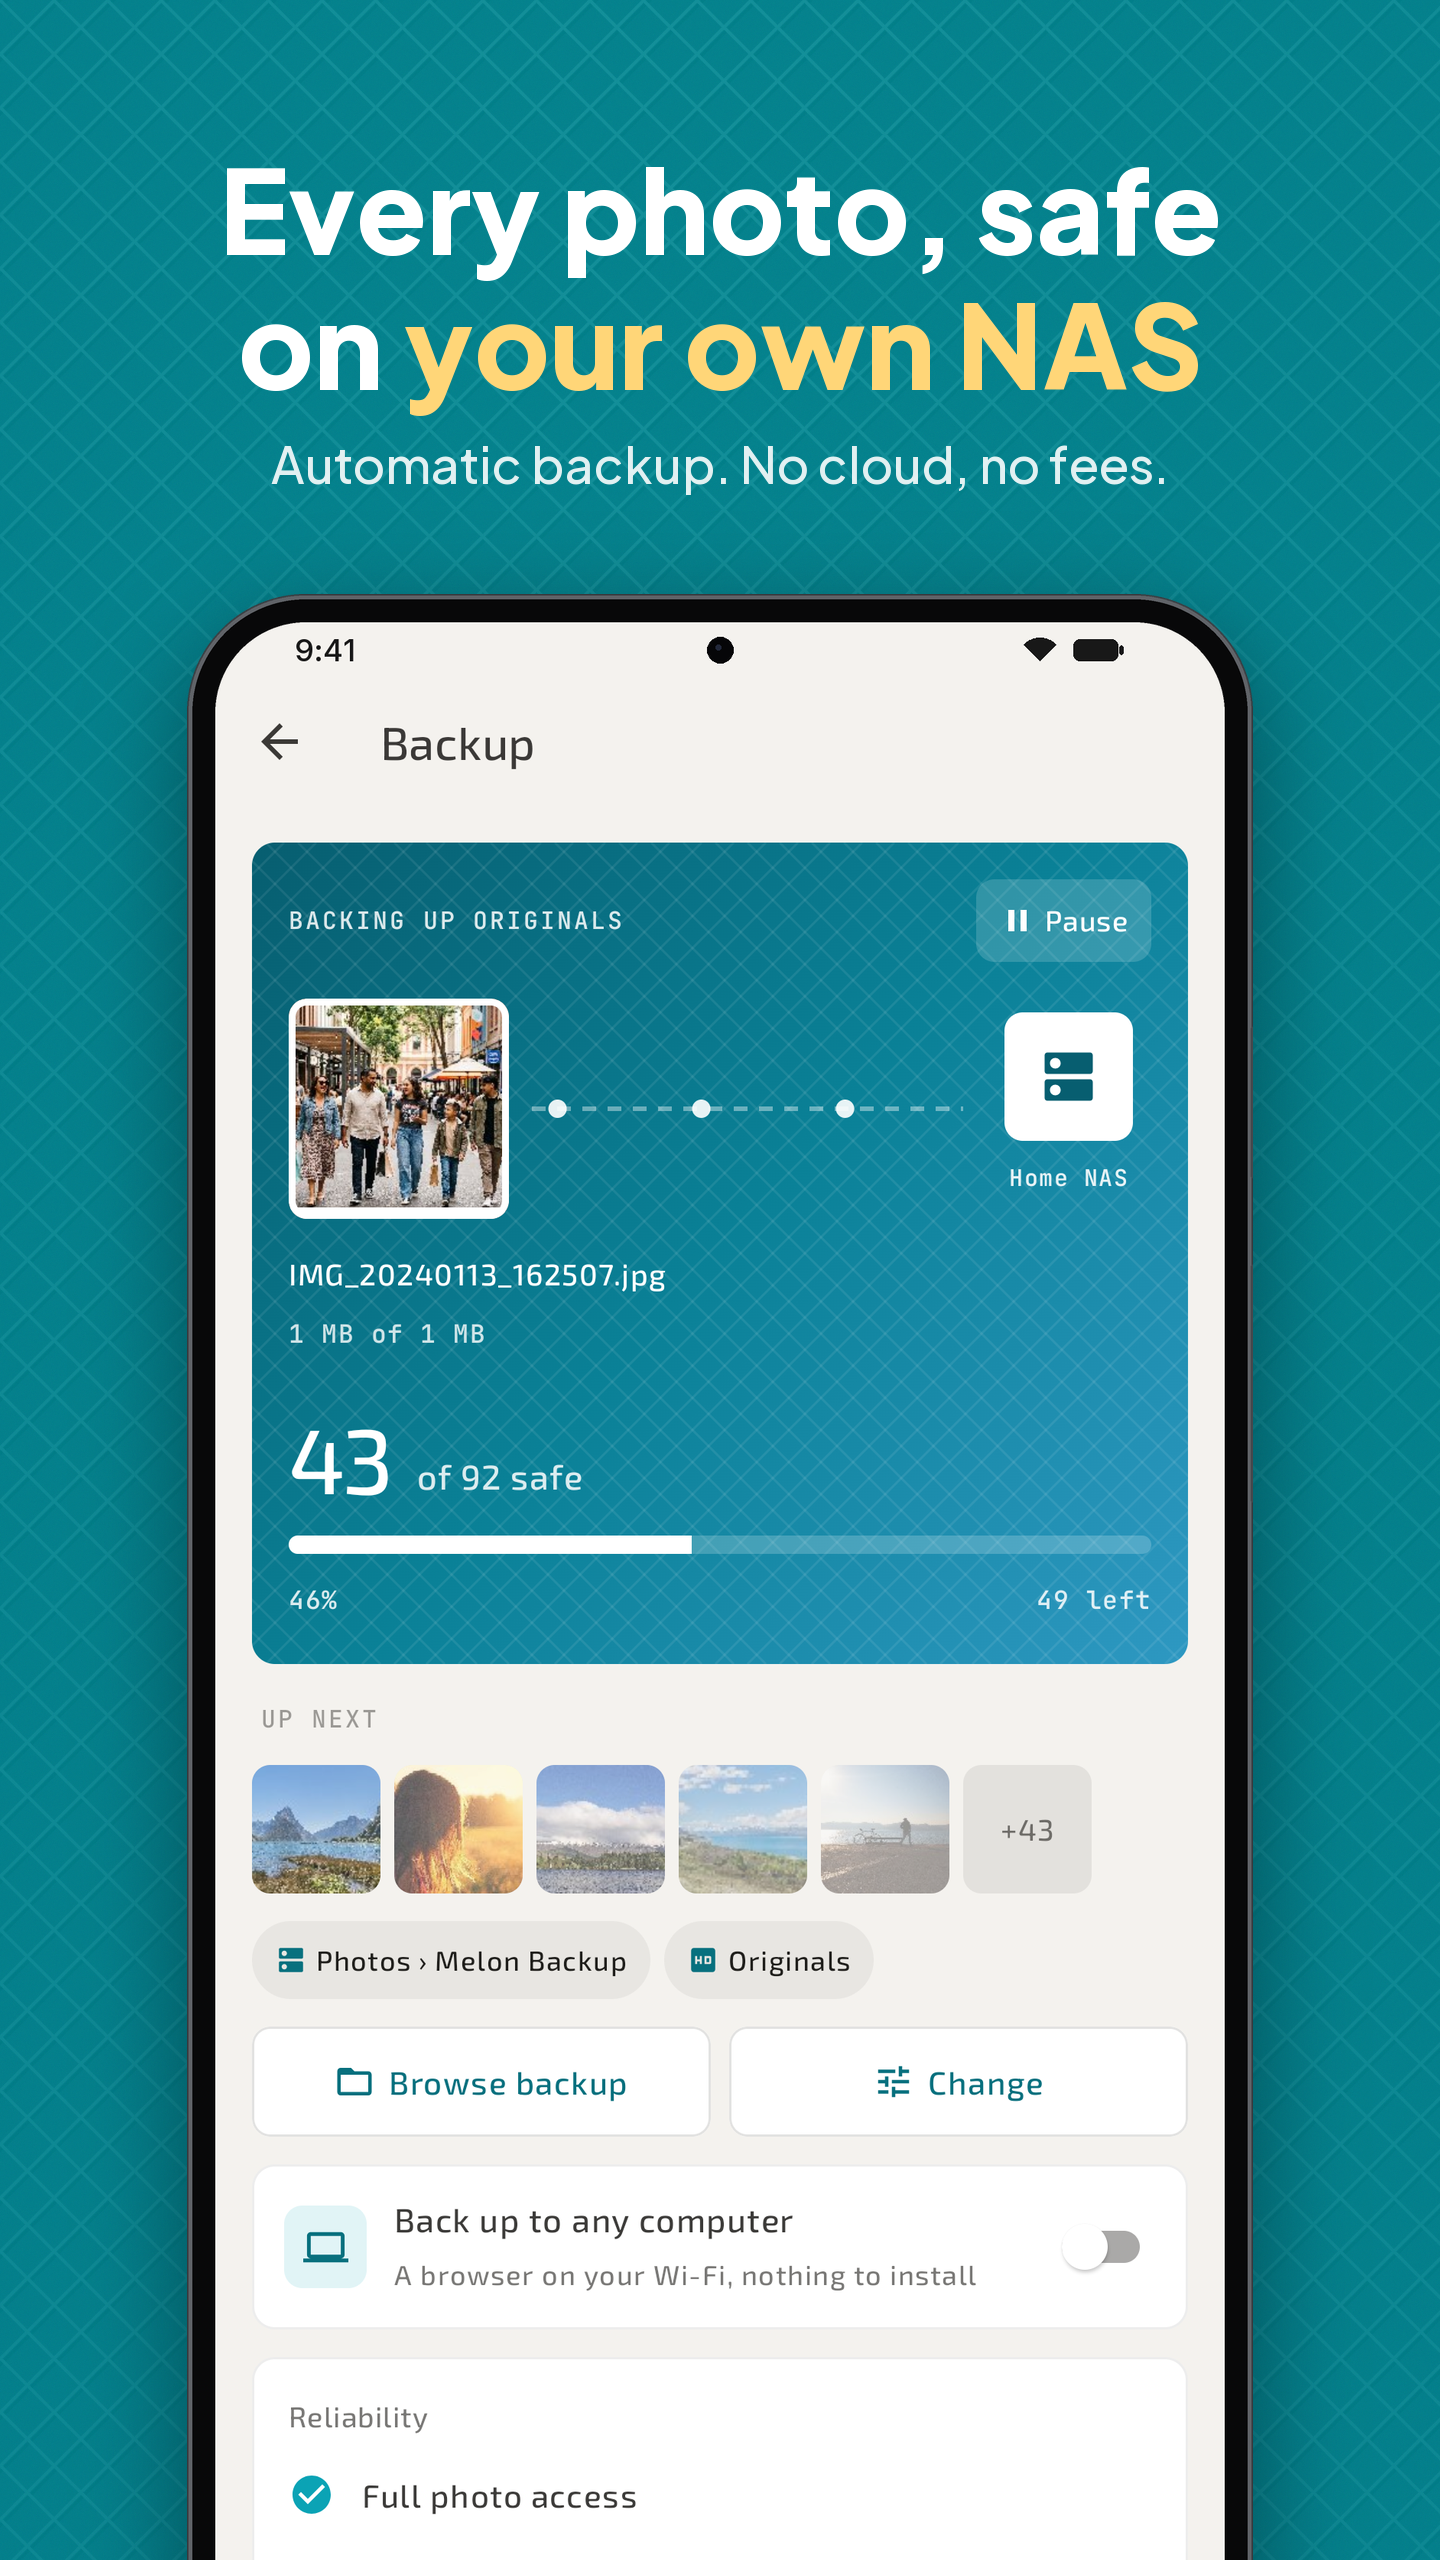 Every photo, safe
on your own NAS
Automatic backup. No cloud, no fees.
9:41
Backup
BACKING UP ORIGINALS
Pause
Home NAS
IMG_20240113_162507.jpg
1 MB of 1 MB
43 of 92 safe
46%
49 left
UP NEXT
+43
Photos › Melon Backup
HD
Originals
Browse backup
Change
Back up to any computer
A browser on your Wi-Fi, nothing to install
Reliability
Full photo access